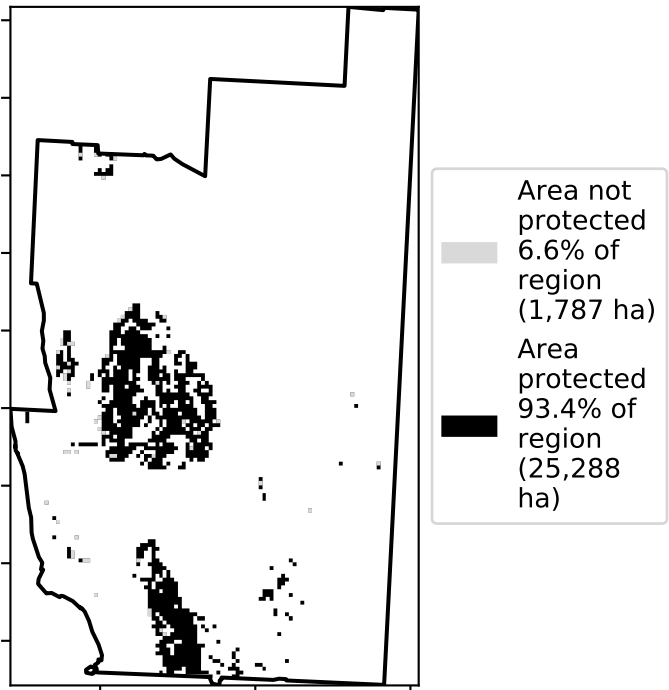 Area not
protected
6.6% of
region
(1,787 ha)
Area
protected
93.4% of
region
(25,288
ha)